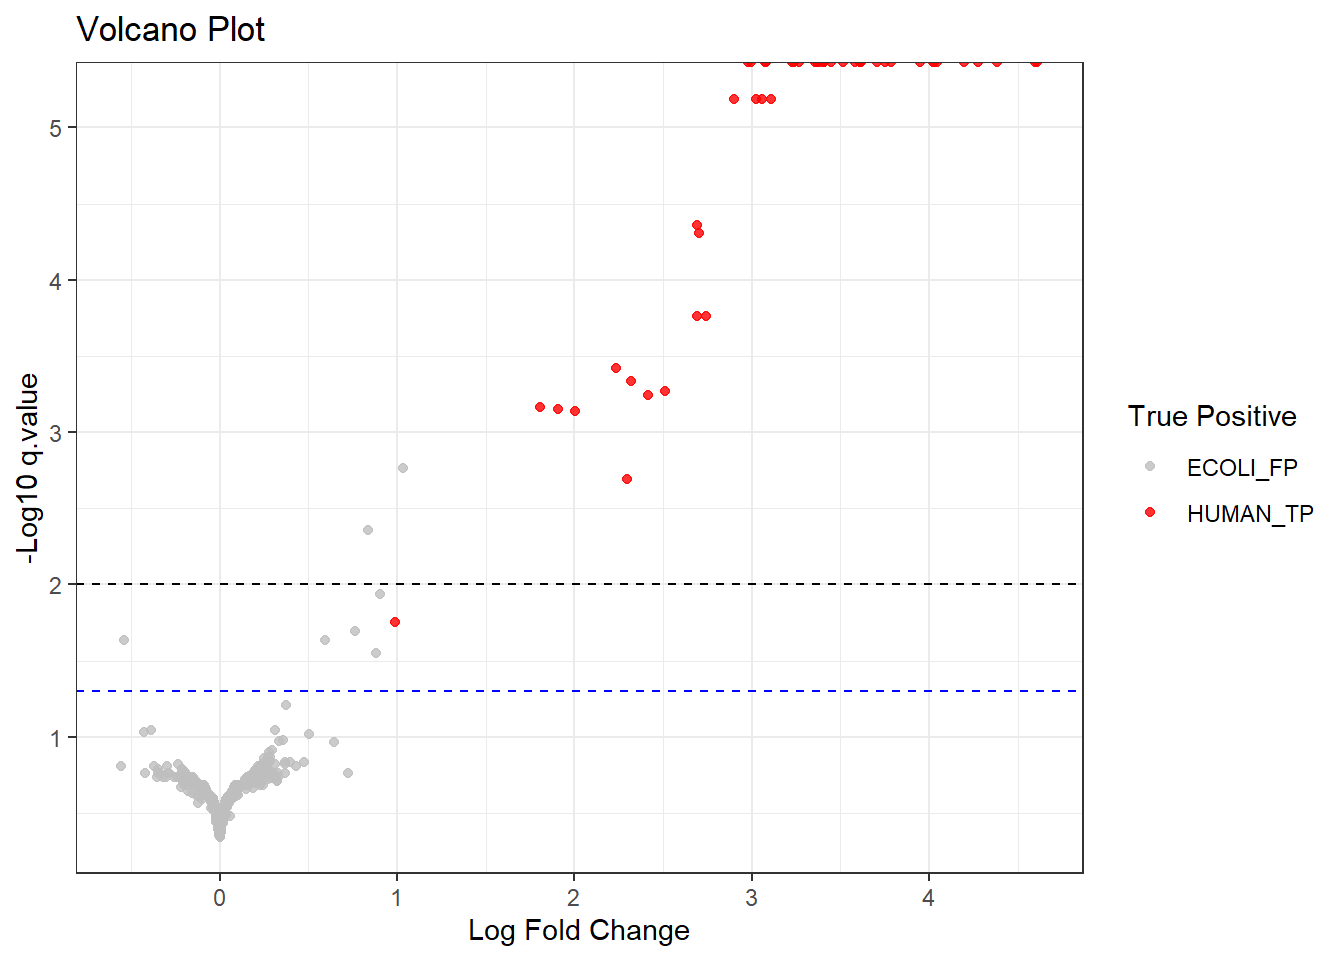 Volcano Plot
5
4
3
2
1
-Log10 q.value
0 1 2 3 4
Log Fold Change
True Positive
ECOLI_FP
HUMAN_TP